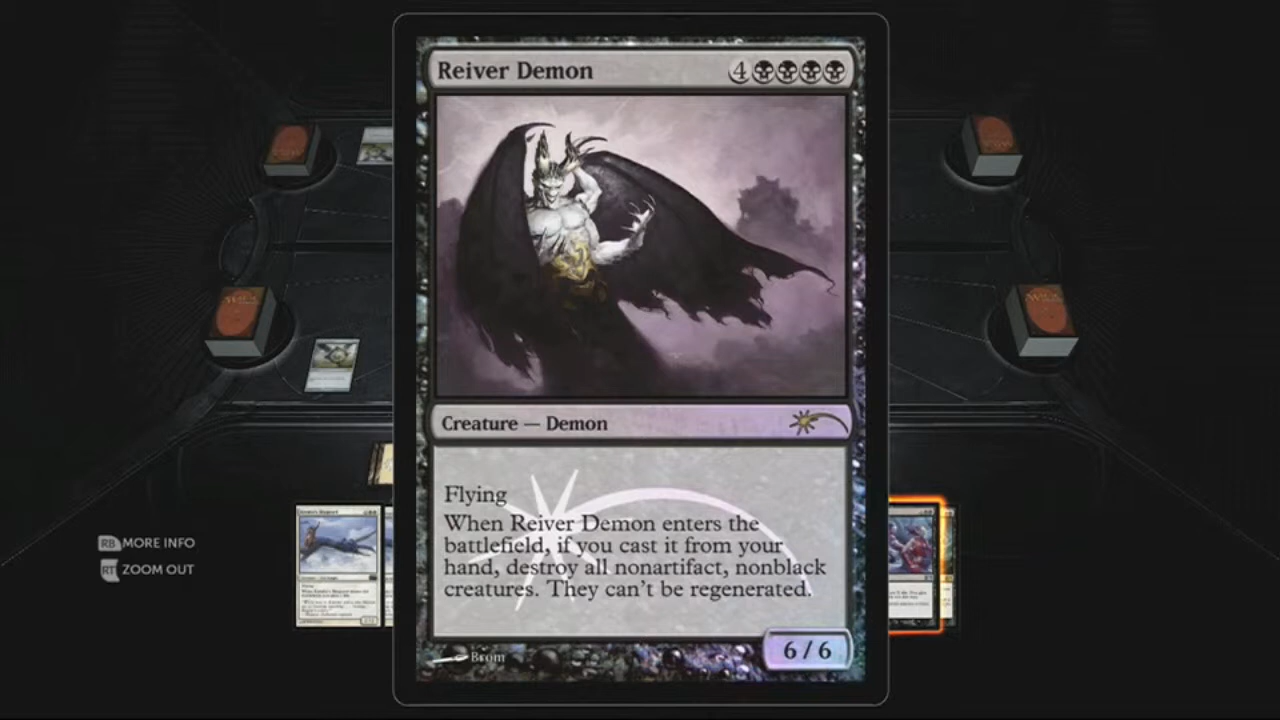 Reiver Demon 4
Creature — Demon
Flying
When Reiver Demon enters the
battlefield, if you cast it from your
hand, destroy all nonartifact, nonblack
creatures. They can't be regenerated.
6 / 6
Brom
RB MORE INFO
RT ZOOM OUT